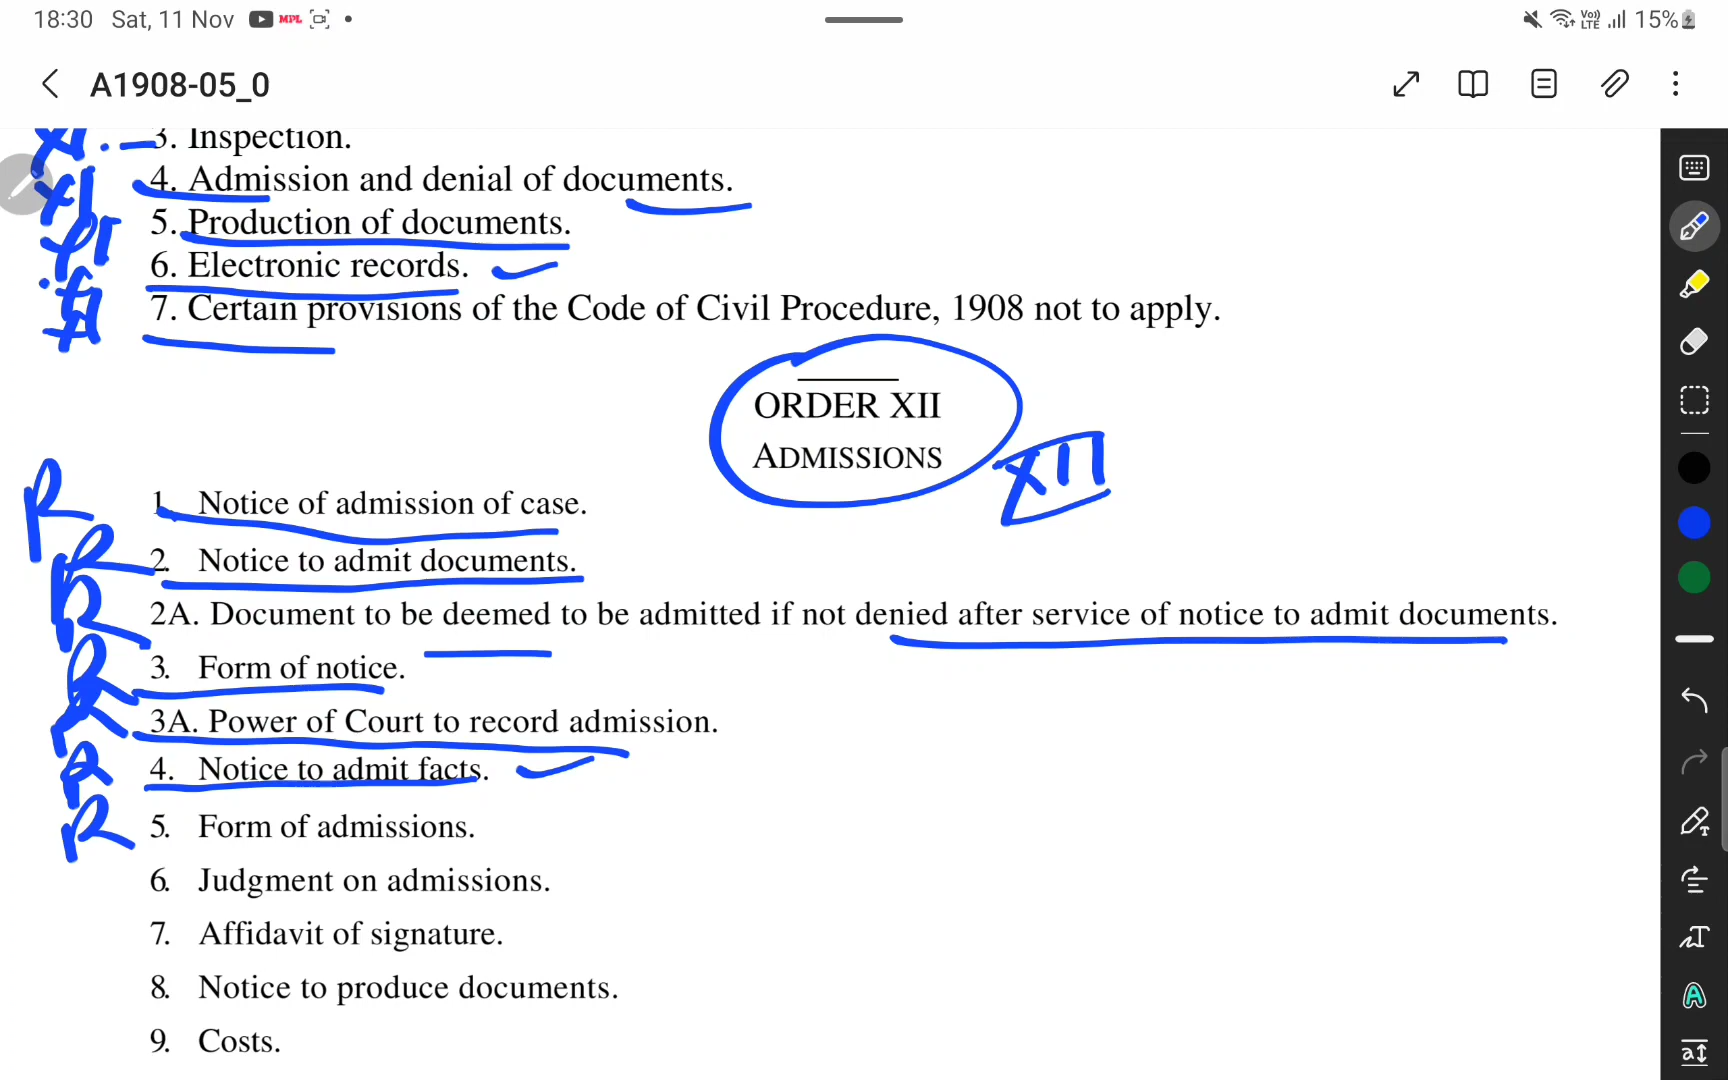 18:30 Sat, 11 Nov MPL
Vo)) LTE 15%
A1908-05_0
3. Inspection.
4. Admission and denial of documents.
5. Production of documents.
6. Electronic records.
7. Certain provisions of the Code of Civil Procedure, 1908 not to apply.
ORDER XII
ADMISSIONS
XII
R 1. Notice of admission of case.
R 2. Notice to admit documents.
R 2A. Document to be deemed to be admitted if not denied after service of notice to admit documents.
R 3. Form of notice.
R 3A. Power of Court to record admission.
R 4. Notice to admit facts.
R 5. Form of admissions.
6. Judgment on admissions.
7. Affidavit of signature.
8. Notice to produce documents.
9. Costs.